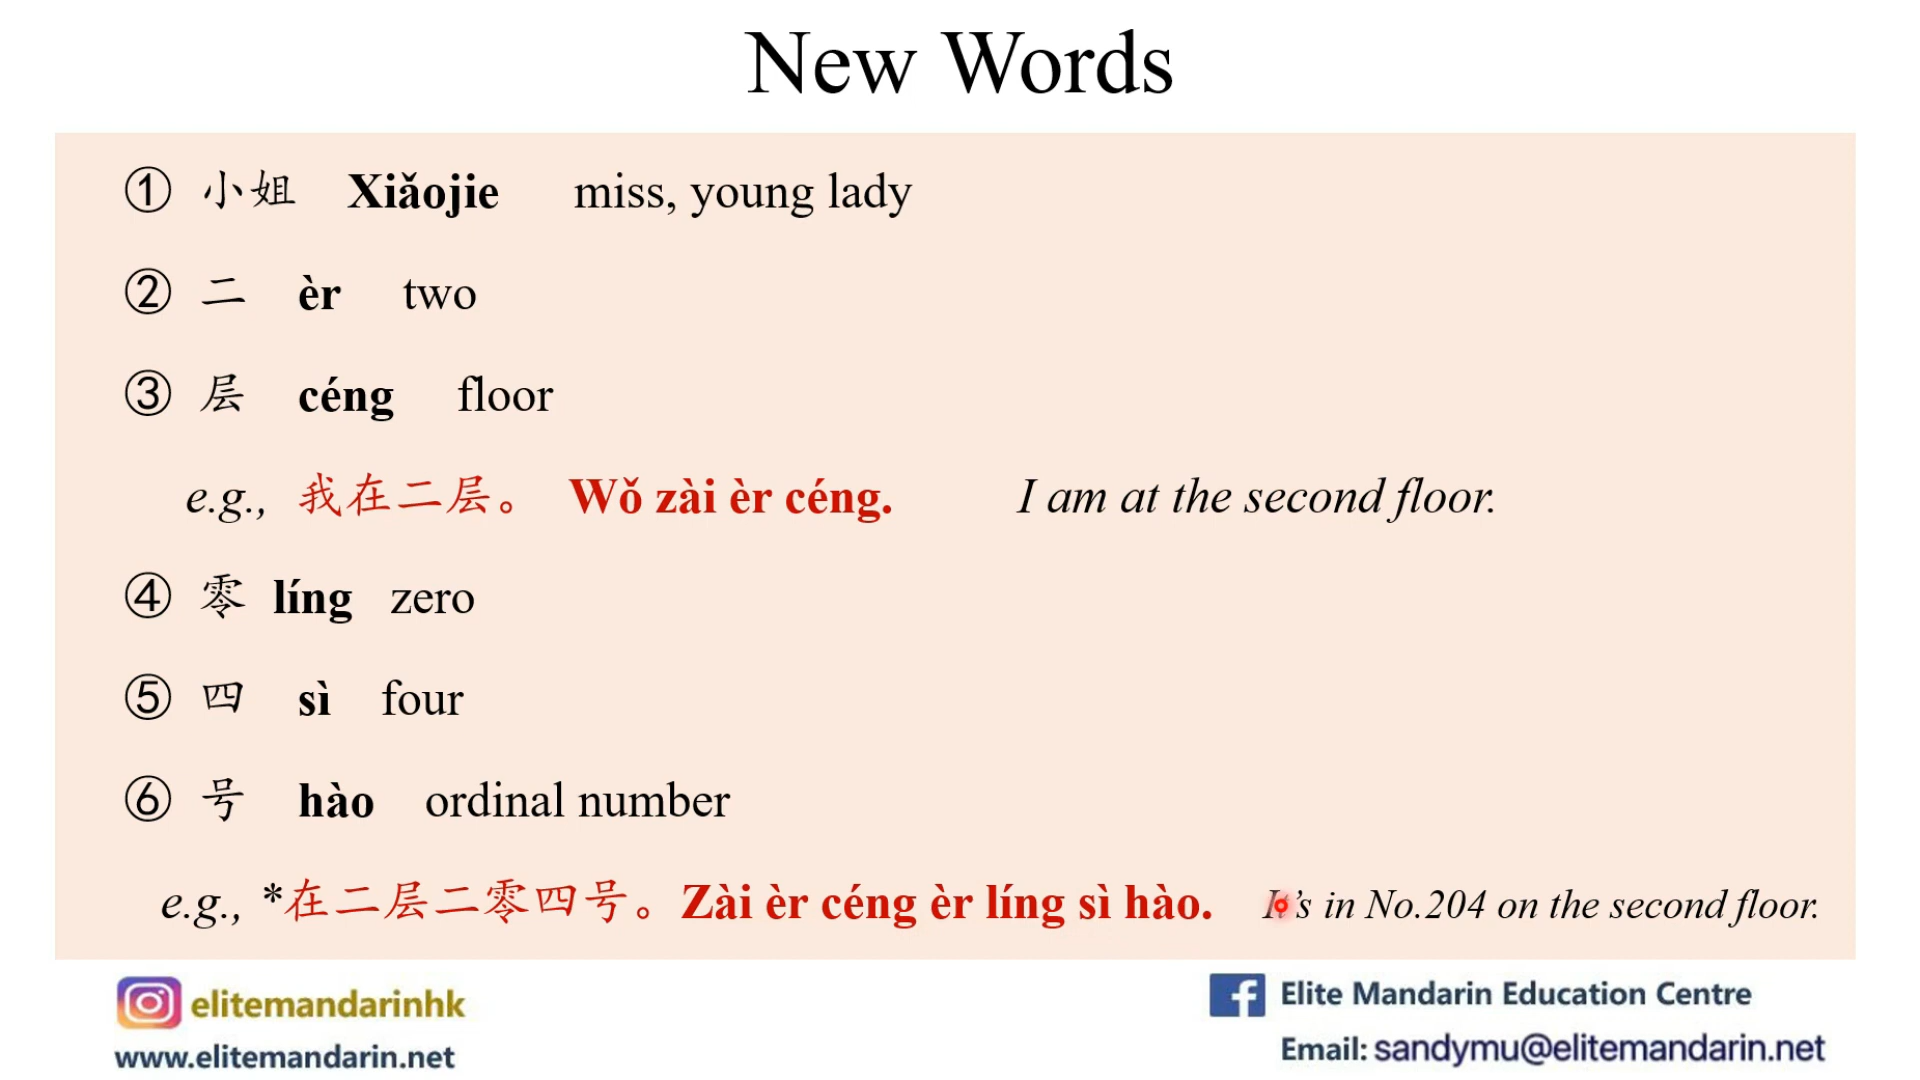 New Words
① 小姐 Xiǎojie miss, young lady
② 二 èr two
③ 层 céng floor
e.g., 我在二层。 Wǒ zài èr céng. I am at the second floor.
④ 零 líng zero
⑤ 四 sì four
⑥ 号 hào ordinal number
e.g., *在二层二零四号。Zài èr céng èr líng sì hào. It’s in No.204 on the second floor.
elitemandarinhk
www.elitemandarin.net
Elite Mandarin Education Centre
Email: sandymu@elitemandarin.net